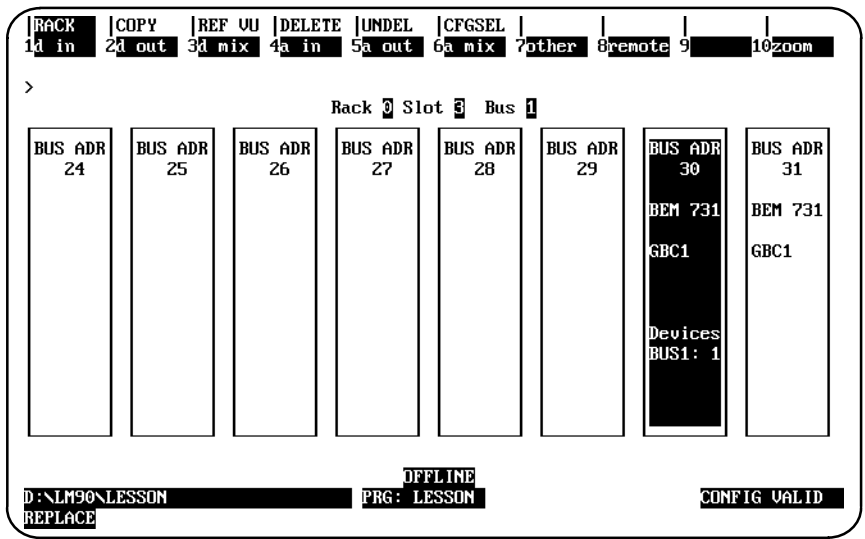 |RACK |COPY |REF VU |DELETE |UNDEL |CFGSEL | | | |
1d in 2d out 3d mix 4a in 5a out 6a mix 7other 8remote 9 10zoom
>
Rack 0 Slot 3 Bus 1
BUS ADR BUS ADR BUS ADR BUS ADR BUS ADR BUS ADR BUS ADR BUS ADR
24 25 26 27 28 29 30 31
BEM 731 BEM 731
GBC1 GBC1
Devices
BUS1: 1
OFFLINE
D:\LM90\LESSON PRG: LESSON CONFIG VALID
REPLACE